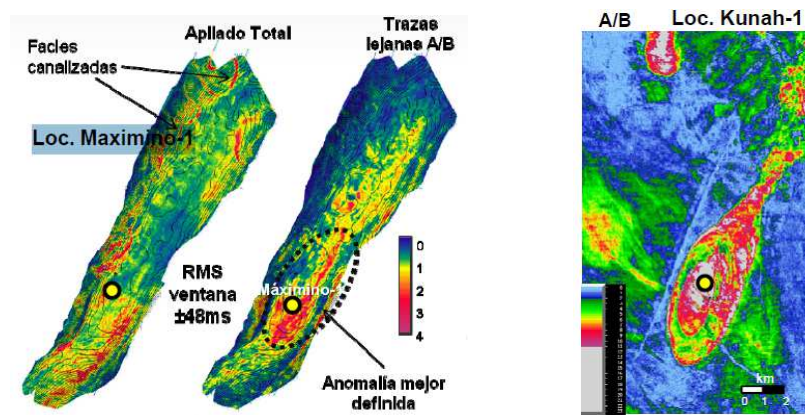 Apilado Total
Trazas
lejanas A/B
Facies
canalizadas
Loc. Maximino-1
RMS
ventana
±48ms
Máximino-1
0
1
2
3
4
Anomalía mejor
definida
A/B
Loc. Kunah-1
km
0 1 2